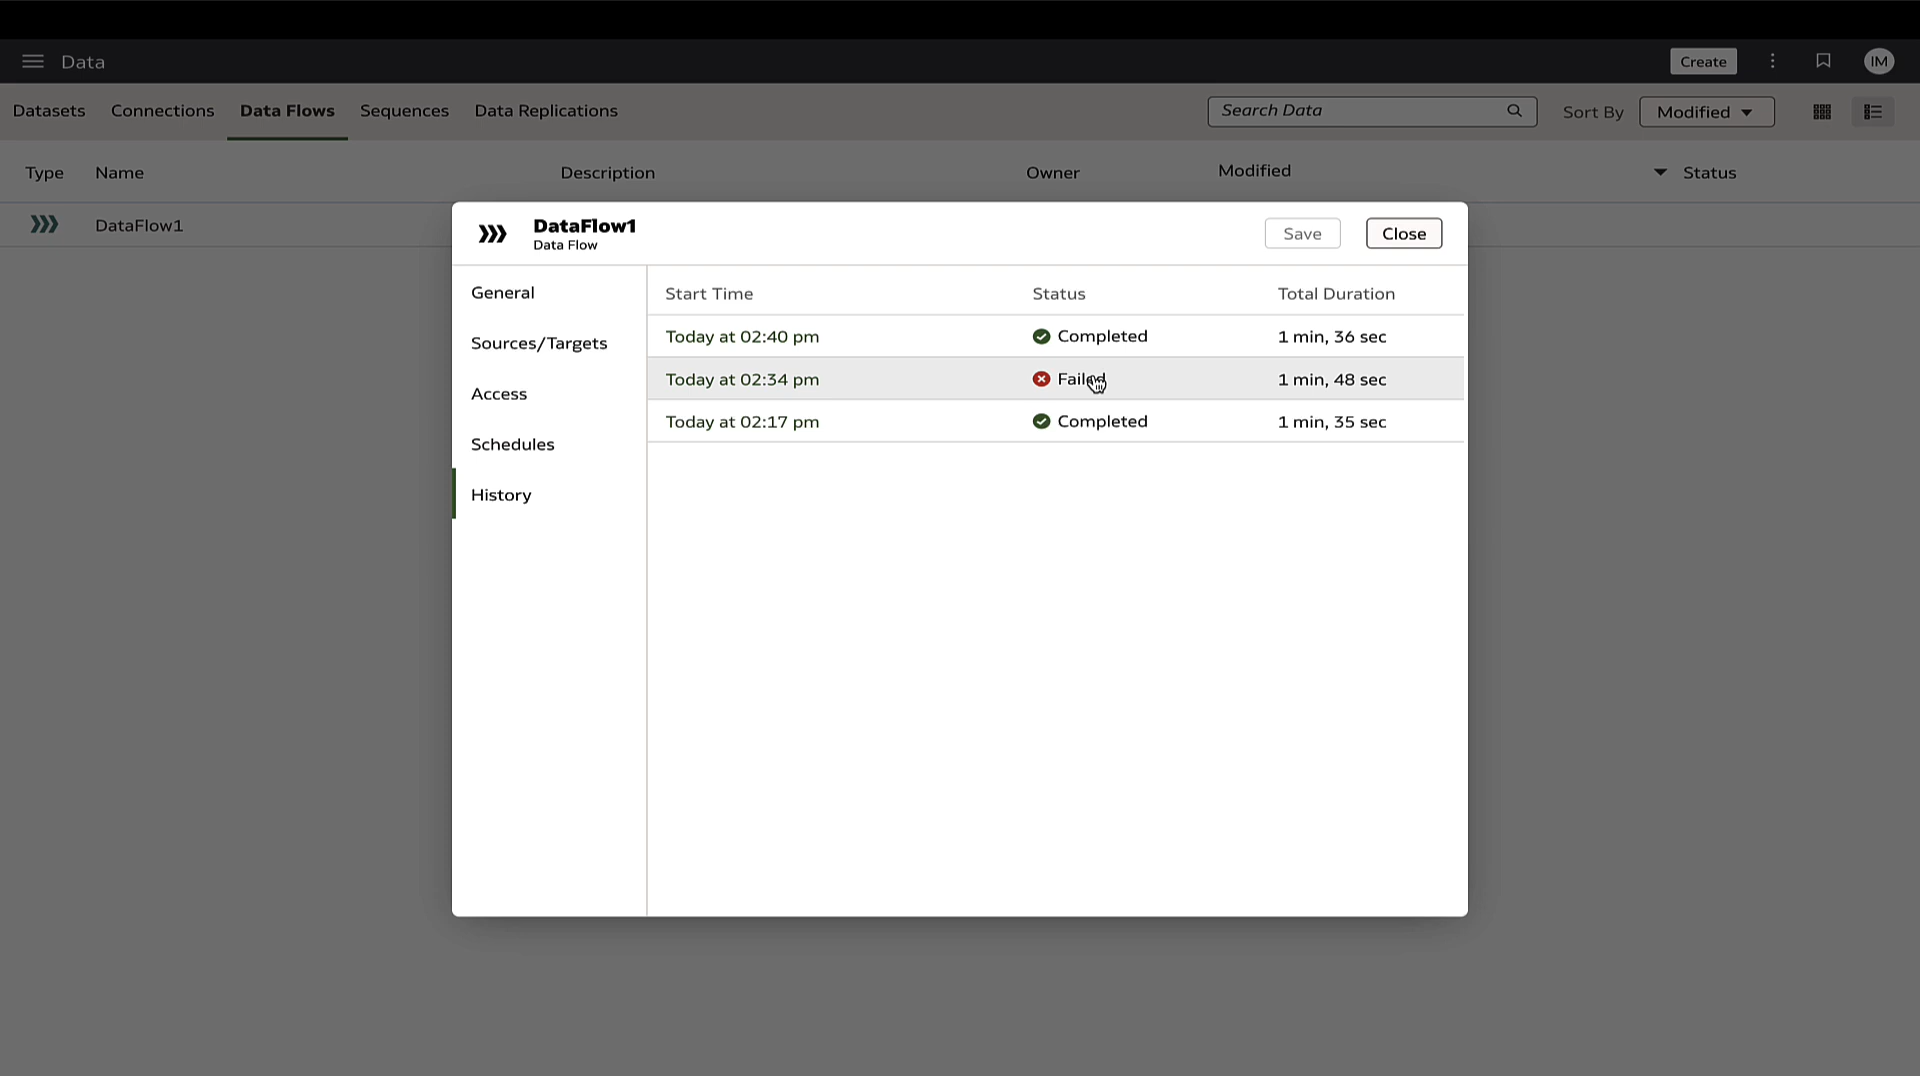 Data
Create
IM
Datasets Connections Data Flows Sequences Data Replications
Search Data
Sort By
Modified
Type Name Description Owner Modified Status
DataFlow1
DataFlow1
Data Flow
Save
Close
General
Sources/Targets
Access
Schedules
History
Start Time Status Total Duration
Today at 02:40 pm Completed 1 min, 36 sec
Today at 02:34 pm Failed 1 min, 48 sec
Today at 02:17 pm Completed 1 min, 35 sec